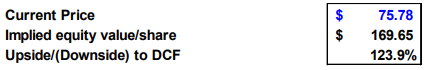 Current Price $ 75.78
Implied equity value/share $ 169.65
Upside/(Downside) to DCF 123.9%